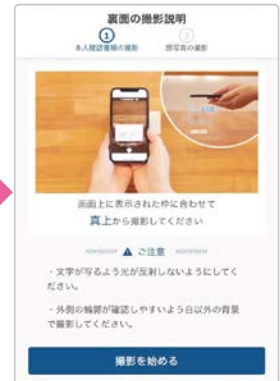 裏面の撮影説明
1 2
本人確認書類の撮影 顔写真の撮影
画面上に表示された枠に合わせて
真上から撮影してください
ご注意
・文字が写るよう光が反射しないようにしてく
ださい。
・外側の輪郭が確認しやすいよう白以外の背景
で撮影してください。
撮影を始める